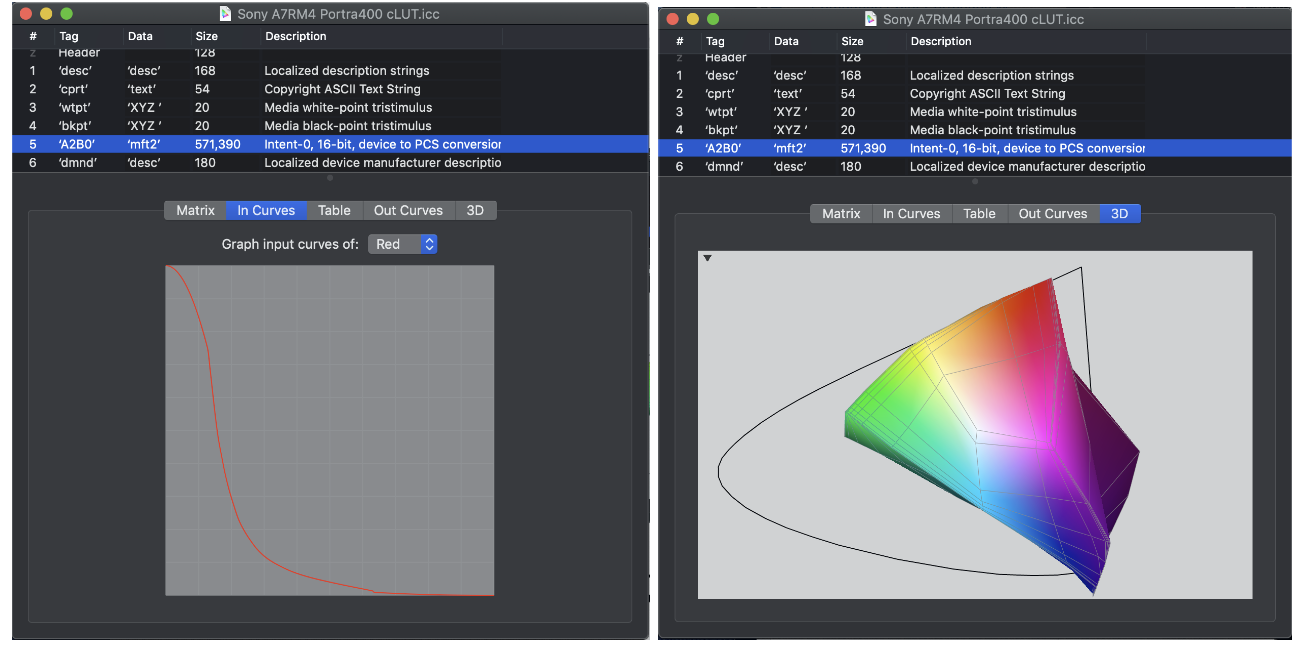 Sony A7RM4 Portra400 cLUT.icc
# Tag Data Size Description
Header 128
1 ‘desc’ ‘desc’ 168 Localized description strings
2 ‘cprt’ ‘text’ 54 Copyright ASCII Text String
3 ‘wtpt’ ‘XYZ ‘ 20 Media white-point tristimulus
4 ‘bkpt’ ‘XYZ ‘ 20 Media black-point tristimulus
5 ‘A2B0’ ‘mft2’ 571,390 Intent-0, 16-bit, device to PCS conversion
6 ‘dmnd’ ‘desc’ 180 Localized device manufacturer descriptio
Matrix In Curves Table Out Curves 3D
Graph input curves of: Red
Sony A7RM4 Portra400 cLUT.icc
# Tag Data Size Description
Header 128
1 ‘desc’ ‘desc’ 168 Localized description strings
2 ‘cprt’ ‘text’ 54 Copyright ASCII Text String
3 ‘wtpt’ ‘XYZ ‘ 20 Media white-point tristimulus
4 ‘bkpt’ ‘XYZ ‘ 20 Media black-point tristimulus
5 ‘A2B0’ ‘mft2’ 571,390 Intent-0, 16-bit, device to PCS conversion
6 ‘dmnd’ ‘desc’ 180 Localized device manufacturer descriptio
Matrix In Curves Table Out Curves 3D